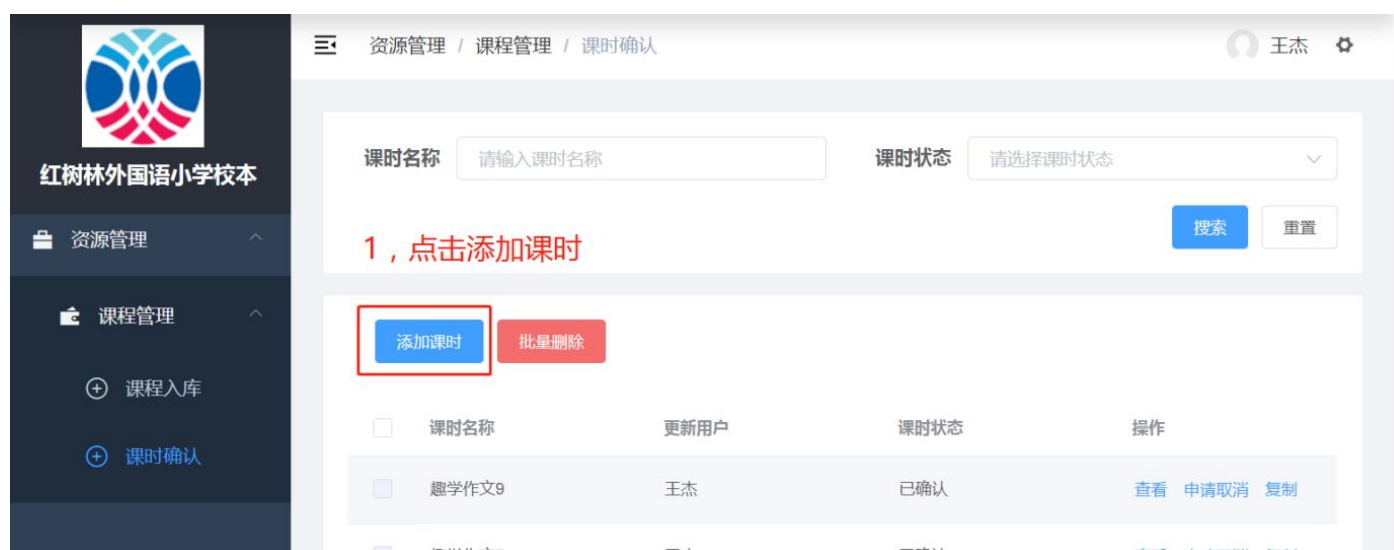 资源管理 / 课程管理 / 课时确认
王杰
红树林外国语小学校本
资源管理
课程管理
课程入库
课时确认
课时名称 请输入课时名称 课时状态 请选择课时状态
搜索 重置
1，点击添加课时
添加课时 批量删除
课时名称 更新用户 课时状态 操作
趣学作文9 王杰 已确认 查看 申请取消 复制